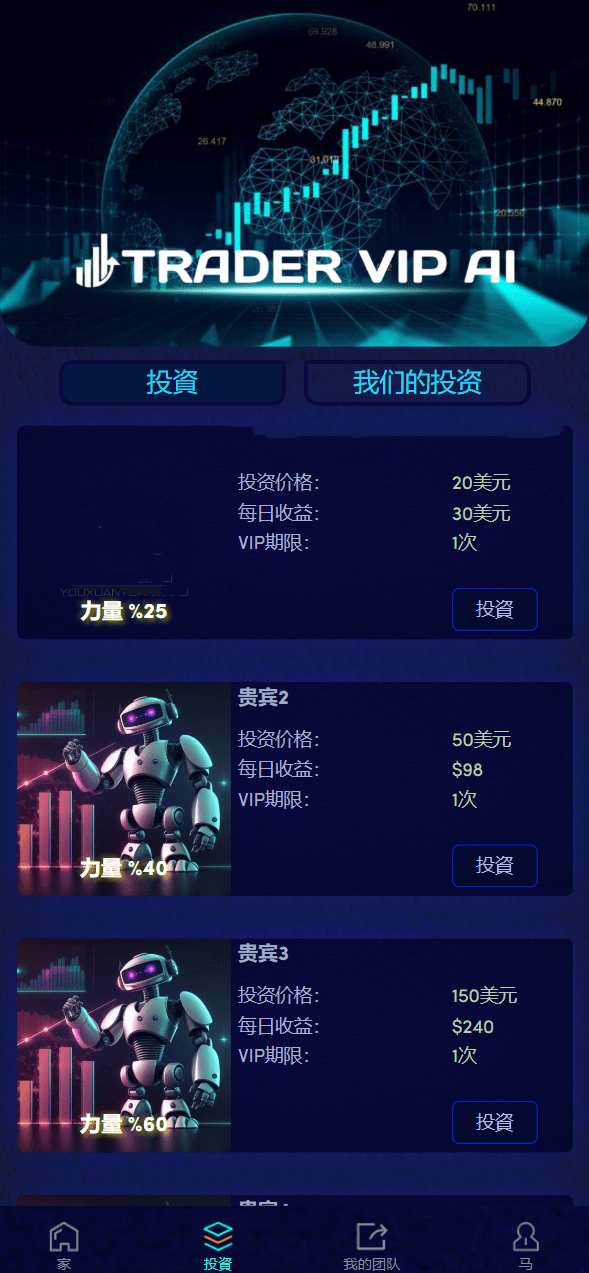 70.111
69.926
46.991
44.870
26.417
31.017
20.556
TRADER VIP AI
投資
我们的投资
投资价格: 20美元
每日收益: 30美元
VIP期限: 1次
力量 %25
投資
贵宾2
投资价格: 50美元
每日收益: $98
VIP期限: 1次
力量 %40
投資
贵宾3
投资价格: 150美元
每日收益: $240
VIP期限: 1次
力量 %60
投資
家
投資
我的团队
马